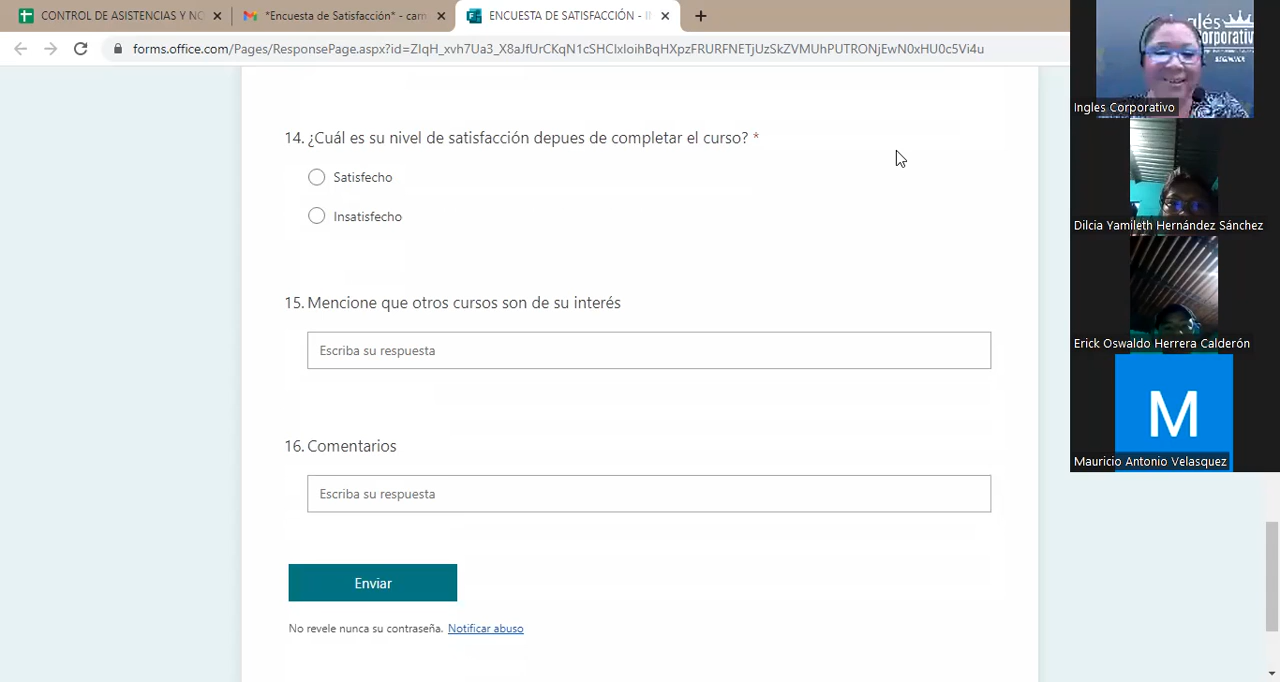 CONTROL DE ASISTENCIAS Y NO
*Encuesta de Satisfacción* - carr
ENCUESTA DE SATISFACCIÓN - I
forms.office.com/Pages/ResponsePage.aspx?id=ZIqH_xvh7Ua3_X8aJfUrCKqN1cSHCIxIoihBqHXpzFRURFNETjUzSkZVMUhPUTRONjEwN0xHU0c5Vi4u
14. ¿Cuál es su nivel de satisfacción depues de completar el curso? *
Satisfecho
Insatisfecho
15. Mencione que otros cursos son de su interés
Escriba su respuesta
16. Comentarios
Escriba su respuesta
Enviar
No revele nunca su contraseña. Notificar abuso
Ingles Corporativo
Dilcia Yamileth Hernández Sánchez
Erick Oswaldo Herrera Calderón
M
Mauricio Antonio Velasquez